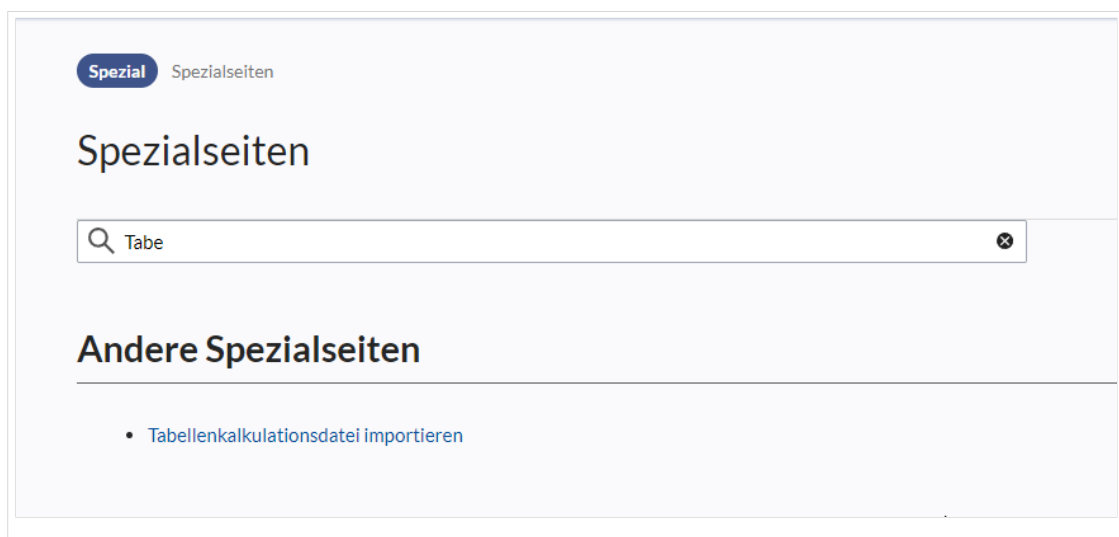 Spezial Spezialseiten
Spezialseiten
Tabe
Andere Spezialseiten
• Tabellenkalkulationsdatei importieren